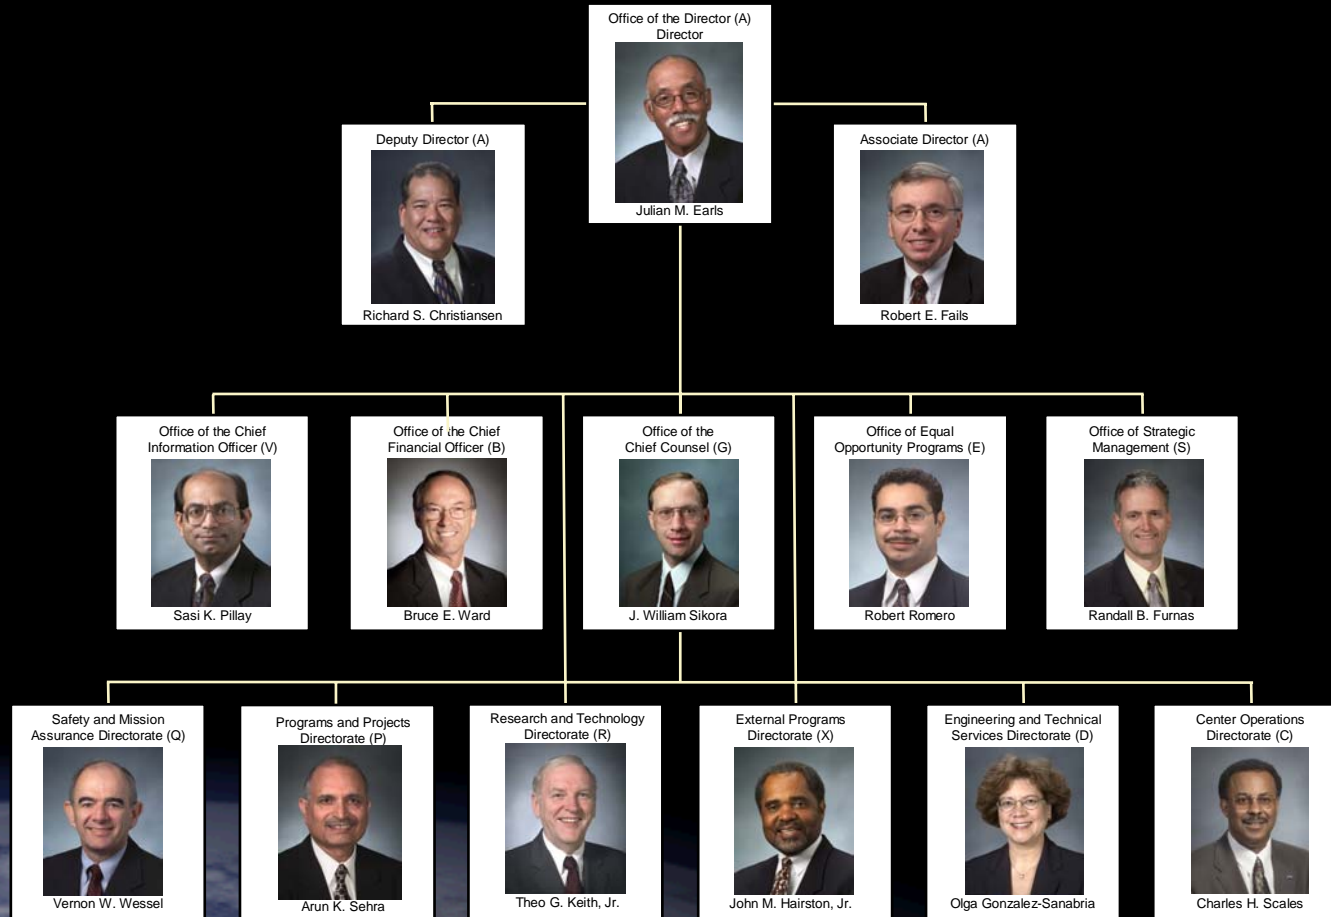 Office of the Director (A)
Director
Julian M. Earls
Deputy Director (A)
Richard S. Christiansen
Associate Director (A)
Robert E. Fails
Office of the Chief
Information Officer (V)
Sasi K. Pillay
Office of the Chief
Financial Officer (B)
Bruce E. Ward
Office of the
Chief Counsel (G)
J. William Sikora
Office of Equal
Opportunity Programs (E)
Robert Romero
Office of Strategic
Management (S)
Randall B. Furnas
Safety and Mission
Assurance Directorate (Q)
Vernon W. Wessel
Programs and Projects
Directorate (P)
Arun K. Sehra
Research and Technology
Directorate (R)
Theo G. Keith, Jr.
External Programs
Directorate (X)
John M. Hairston, Jr.
Engineering and Technical
Services Directorate (D)
Olga Gonzalez-Sanabria
Center Operations
Directorate (C)
Charles H. Scales